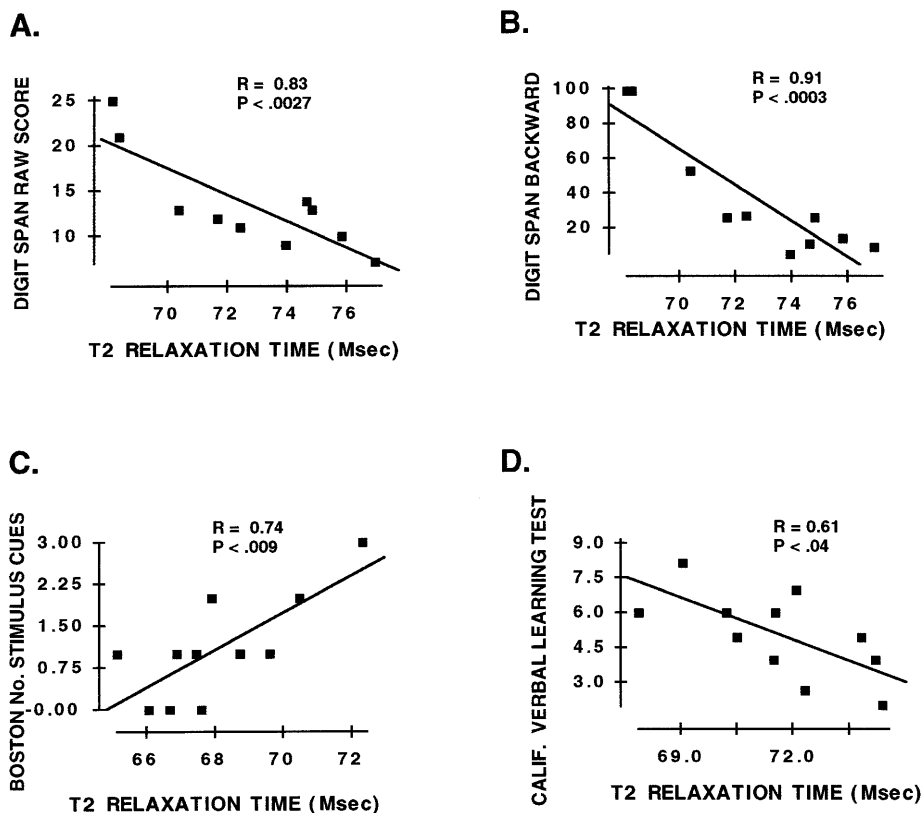 A.
R = 0.83
P < .0027
DIGIT SPAN RAW SCORE
25
20
15
10
70 72 74 76
T2 RELAXATION TIME (Msec)
B.
R = 0.91
P < .0003
DIGIT SPAN BACKWARD
100
80
60
40
20
70 72 74 76
T2 RELAXATION TIME (Msec)
C.
R = 0.74
P < .009
BOSTON No. STIMULUS CUES
3.00
2.25
1.50
0.75
-0.00
66 68 70 72
T2 RELAXATION TIME (Msec)
D.
R = 0.61
P < .04
CALIF. VERBAL LEARNING TEST
9.0
7.5
6.0
4.5
3.0
69.0 72.0
T2 RELAXATION TIME (Msec)